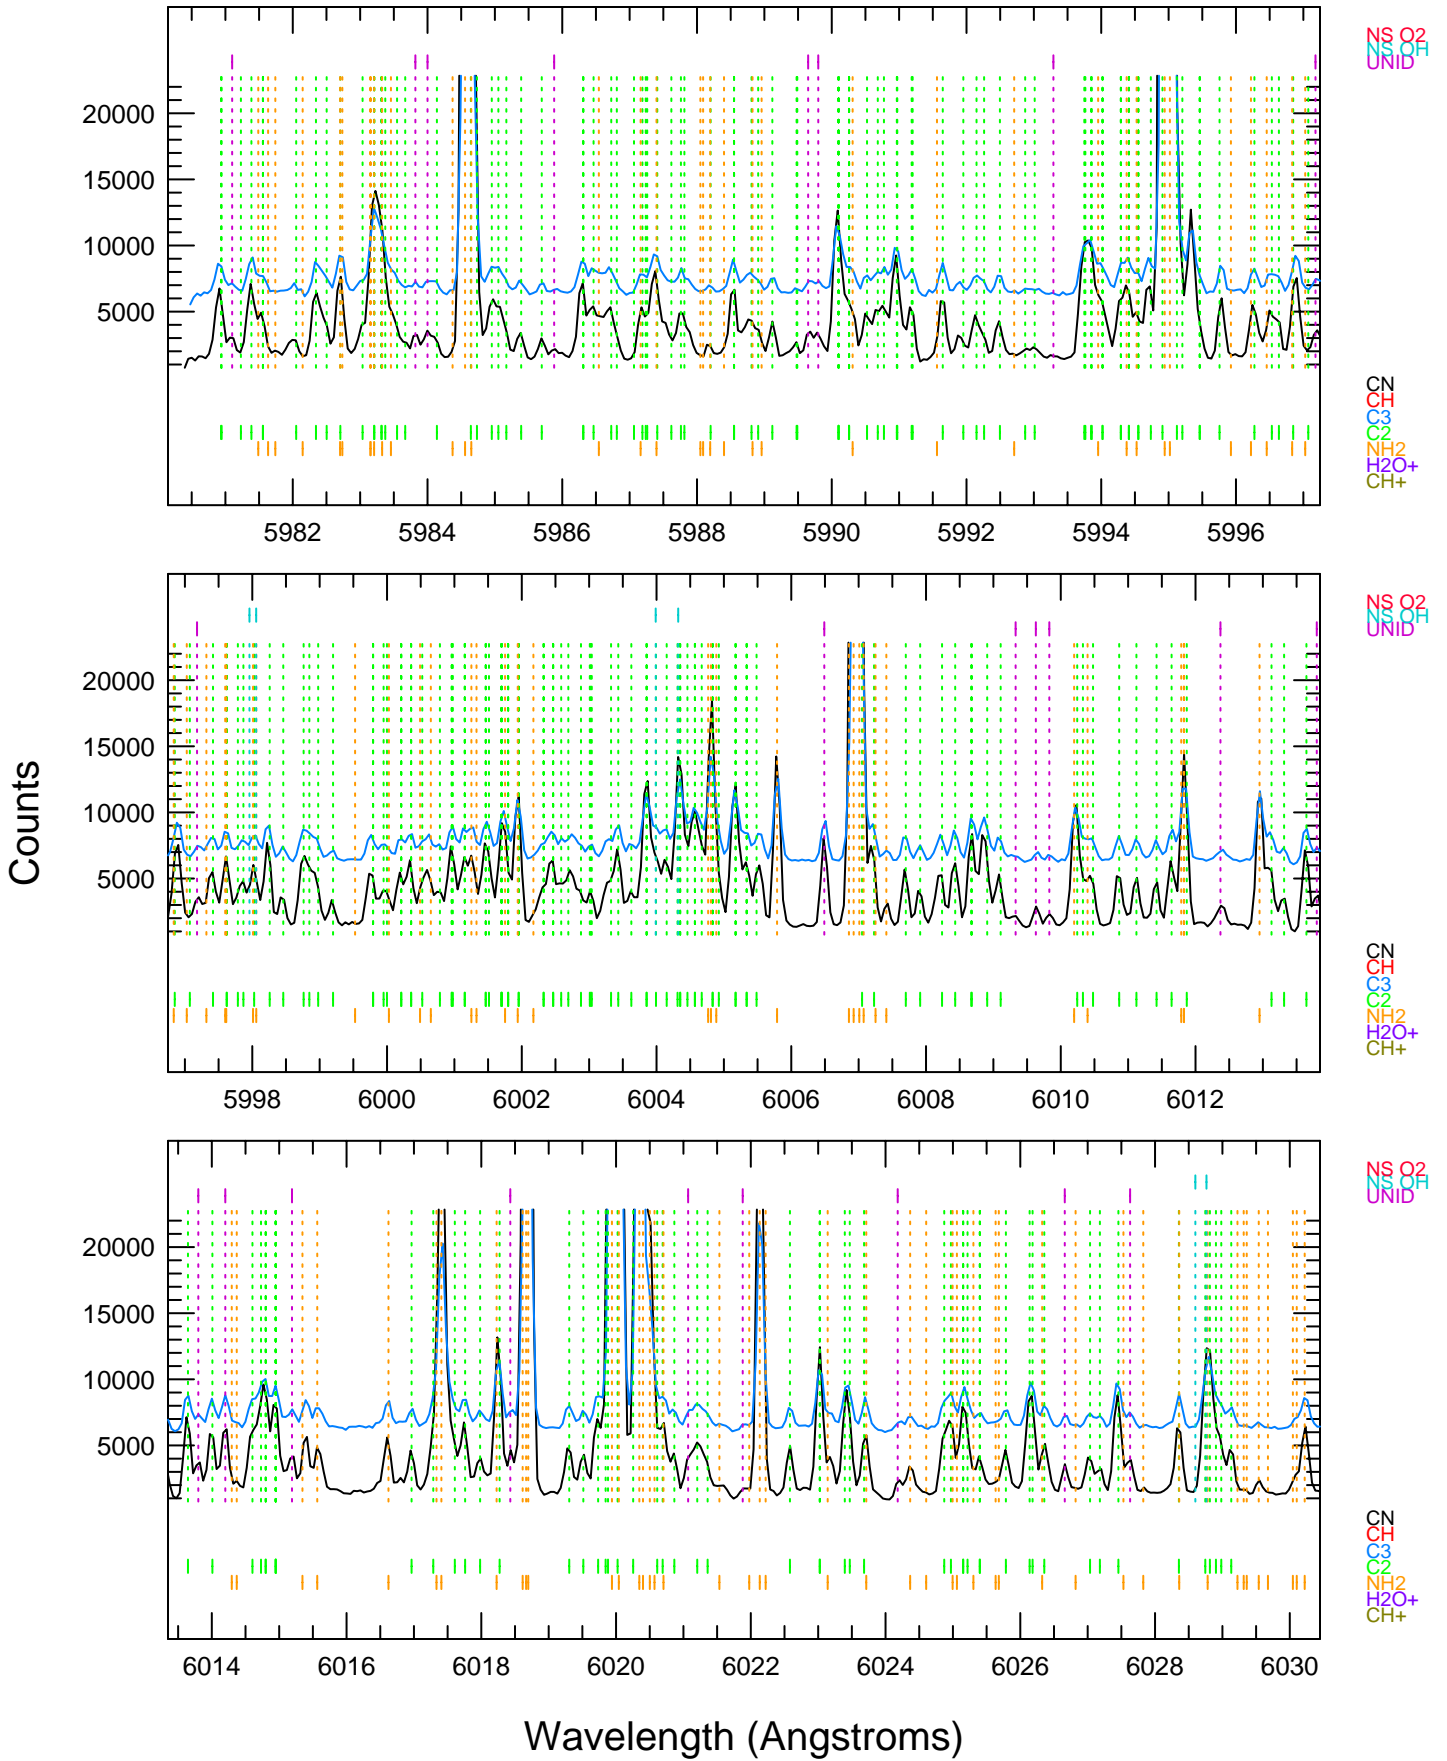 NS O2
NS OH
UNID
20000
15000
10000
5000
CN
CH
C3
C2
NH2
H2O+
CH+
5982 5984 5986 5988 5990 5992 5994 5996
NS O2
NS OH
UNID
20000
15000
10000
5000
Counts
CN
CH
C3
C2
NH2
H2O+
CH+
5998 6000 6002 6004 6006 6008 6010 6012
NS O2
NS OH
UNID
20000
15000
10000
5000
CN
CH
C3
C2
NH2
H2O+
CH+
6014 6016 6018 6020 6022 6024 6026 6028 6030
Wavelength (Angstroms)